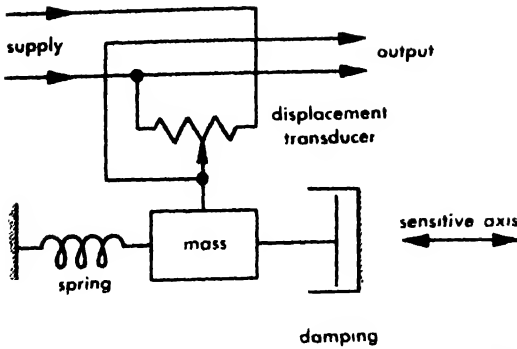 supply
output
displacement
transducer
mass
sensitive axis
spring
damping